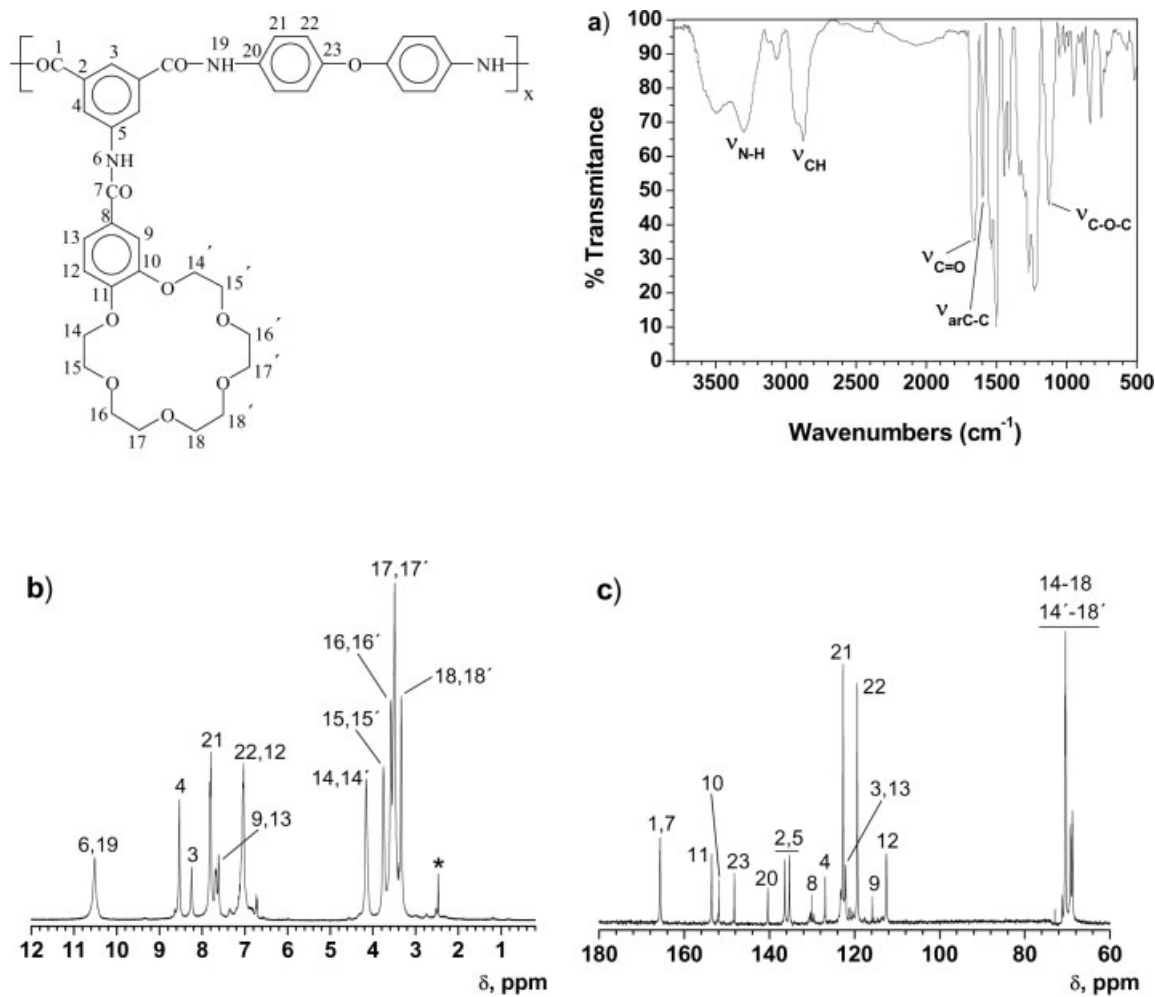 1
OC
2
3
4
5
CO
NH
19
20
21
22
23
O
NH
x
6
NH
7
CO
8
9
10
11
12
13
O
14´
15´
O
14
15
O
16´
17´
O
O
16
17
O
18
18´
a)
100
90
80
70
60
50
40
30
20
10
0
% Transmitance
νN-H
νCH
νC=O
νarC-C
νC-O-C
3500 3000 2500 2000 1500 1000 500
Wavenumbers (cm-1)
b)
17,17´
16,16´
18,18´
15,15´
14,14´
21
22,12
4
9,13
3
6,19
*
12 10 8 6 4 2
δ, ppm
c)
14-18
14´-18´
21
22
10
3,13
1,7
11
23
2,5
20
8
4
9
12
180 160 140 120 100 80 60
δ, ppm